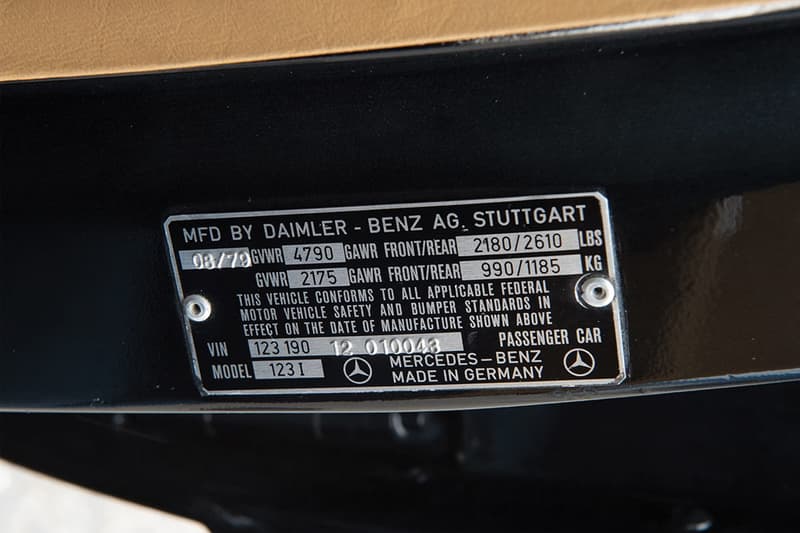 MFD BY DAIMLER - BENZ AG. STUTTGART
08/79 GVWR 4790 GAWR FRONT/REAR 2180/2610 LBS
GVWR 2175 GAWR FRONT/REAR 990/1185 KG
THIS VEHICLE CONFORMS TO ALL APPLICABLE FEDERAL
MOTOR VEHICLE SAFETY AND BUMPER STANDARDS IN
EFFECT ON THE DATE OF MANUFACTURE SHOWN ABOVE
VIN 123 190 12 010043 PASSENGER CAR
MODEL 123 I MERCEDES-BENZ
MADE IN GERMANY